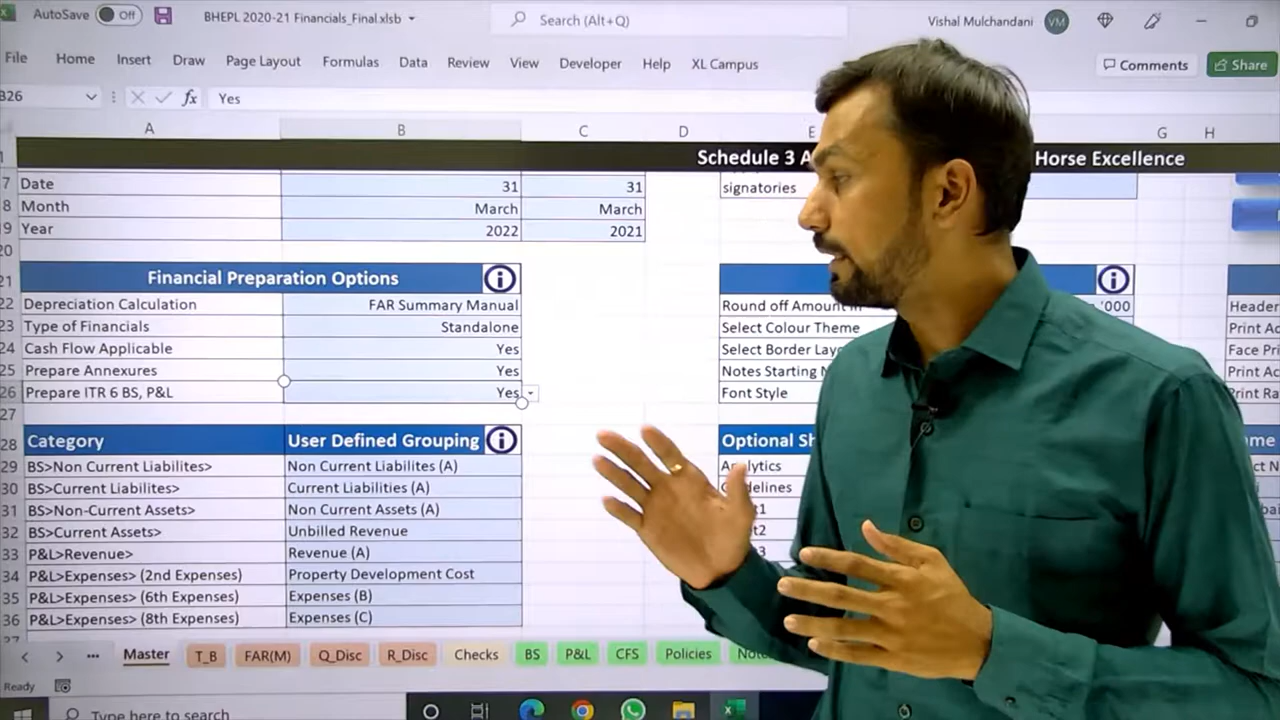 AutoSave Off BHEPL 2020-21 Financials_Final.xlsb Search (Alt+Q) Vishal Mulchandani VM
File Home Insert Draw Page Layout Formulas Data Review View Developer Help XL Campus Comments Share
B26 fx Yes
A B C D E G H
Schedule 3 Horse Excellence
7 Date 31 31 signatories
8 Month March March
9 Year 2022 2021
20
21 Financial Preparation Options
22 Depreciation Calculation FAR Summary Manual Round off Amount '000 Header
23 Type of Financials Standalone Select Colour Theme Print
24 Cash Flow Applicable Yes Select Border Face
25 Prepare Annexures Yes Notes Starting Print
26 Prepare ITR 6 BS, P&L Yes Font Style Print
27
28 Category User Defined Grouping Optional
29 BS>Non Current Liabilites> Non Current Liabilites (A) Analytics
30 BS>Current Liabilites> Current Liabilities (A)
31 BS>Non-Current Assets> Non Current Assets (A)
32 BS>Current Assets> Unbilled Revenue
33 P&L>Revenue> Revenue (A)
34 P&L>Expenses> (2nd Expenses) Property Development Cost
35 P&L>Expenses> (6th Expenses) Expenses (B)
36 P&L>Expenses> (8th Expenses) Expenses (C)
Master T_B FAR(M) Q_Disc R_Disc Checks BS P&L CFS Policies
Ready
Type here to search